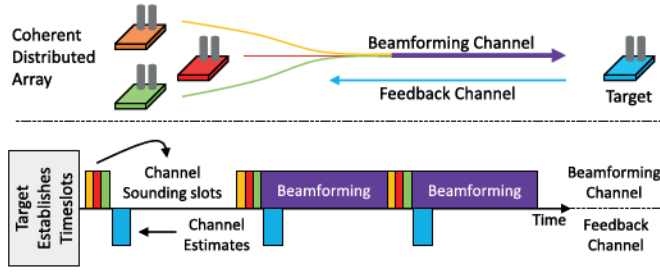 Coherent
Distributed
Array
Beamforming Channel
Feedback Channel
Target
Target
Establishes
Timeslots
Channel
Sounding slots
Channel
Estimates
Beamforming
Beamforming
Time
Beamforming
Channel
Feedback
Channel